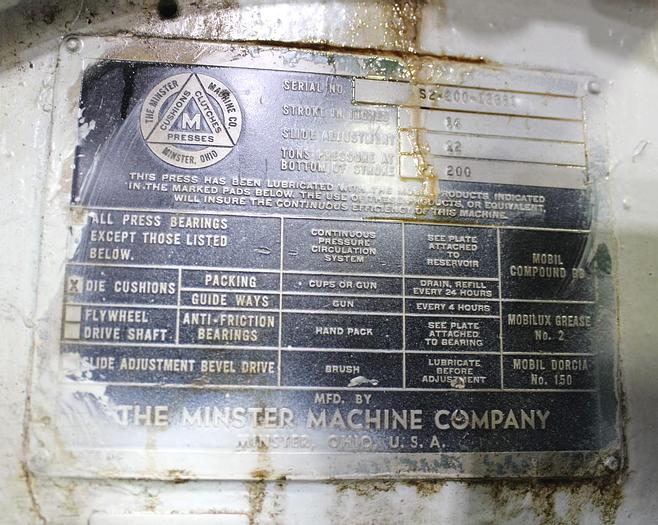 THE MINSTER MACHINE CO.
CUSHIONS CLUTCHES
M
PRESSES
MINSTER, OHIO
SERIAL NO.
STROKE IN INCHES
SLIDE ADJUSTMENT 22
TONS PRESSURE AT
BOTTOM OF STROKE 200
THIS PRESS HAS BEEN LUBRICATED WITH THE MOBIL PRODUCTS INDICATED
IN THE MARKED PADS BELOW. THE USE OF THESE PRODUCTS, OR EQUIVALENT
WILL INSURE THE CONTINUOUS EFFICIENCY OF THIS MACHINE.
ALL PRESS BEARINGS
EXCEPT THOSE LISTED
BELOW.
CONTINUOUS
PRESSURE
CIRCULATION
SYSTEM
SEE PLATE
ATTACHED
TO
RESERVOIR
MOBIL
COMPOUND
X DIE CUSHIONS
PACKING
CUPS OR GUN
DRAIN, REFILL
EVERY 24 HOURS
GUIDE WAYS
GUN
EVERY 4 HOURS
MOBILUX GREASE
No. 2
FLYWHEEL
DRIVE SHAFT
ANTI-FRICTION
BEARINGS
HAND PACK
SEE PLATE
ATTACHED
TO BEARING
SLIDE ADJUSTMENT BEVEL DRIVE
BRUSH
LUBRICATE
BEFORE
ADJUSTMENT
MOBIL DORCIA
No. 150
MFD. BY
THE MINSTER MACHINE COMPANY
MINSTER, OHIO, U.S.A.